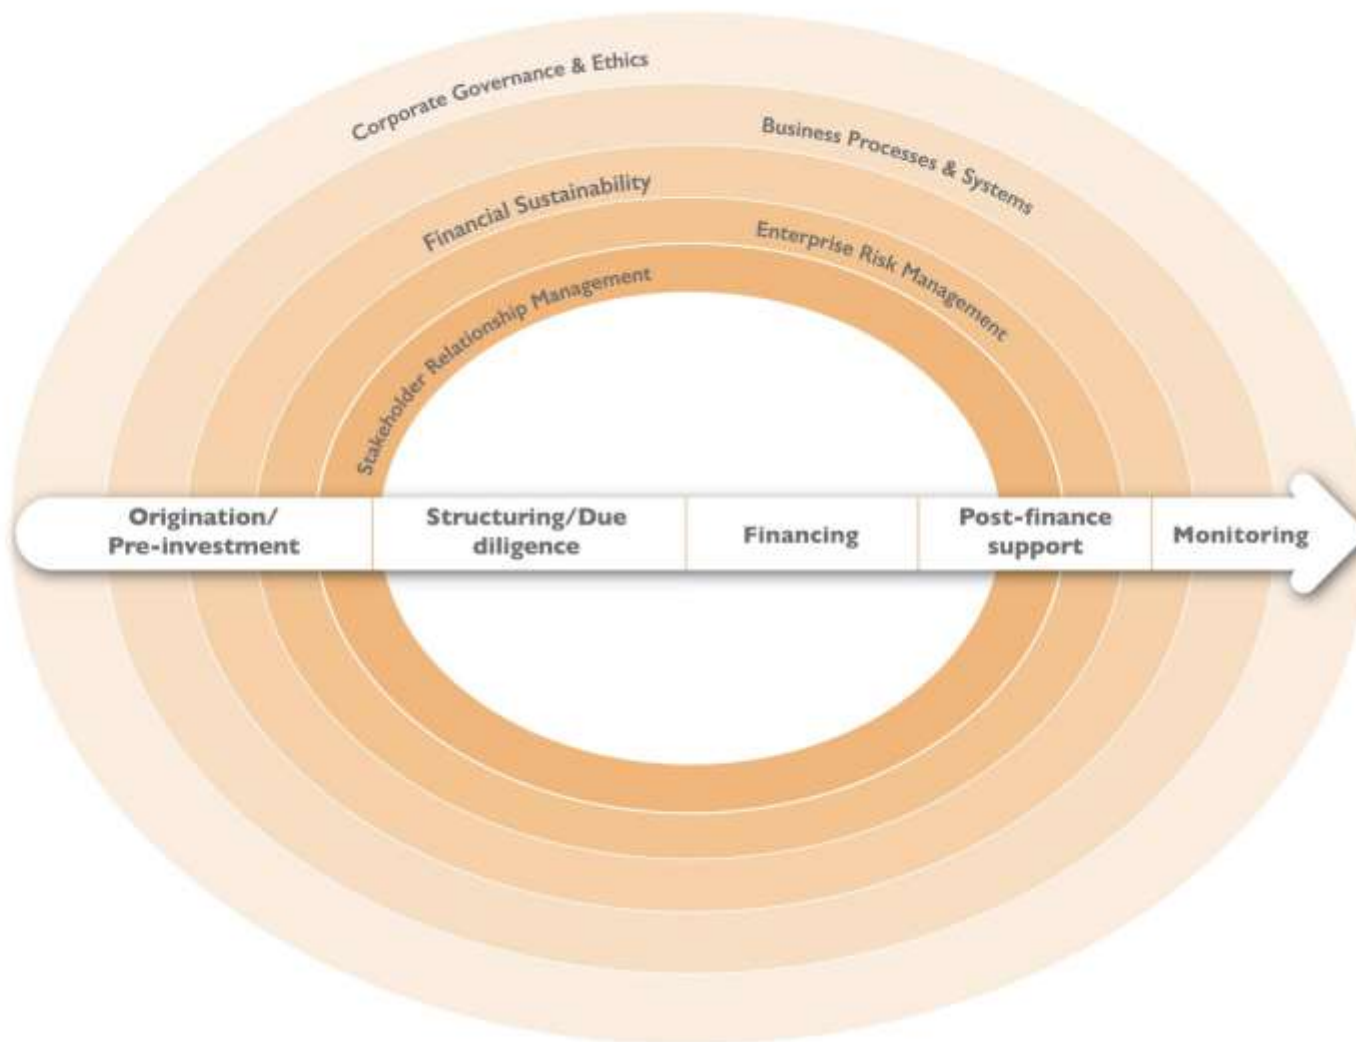 Corporate Governance & Ethics
Business Processes & Systems
Financial Sustainability
Enterprise Risk Management
Stakeholder Relationship Management
Origination/
Pre-investment
Structuring/Due
diligence
Financing
Post-finance
support
Monitoring